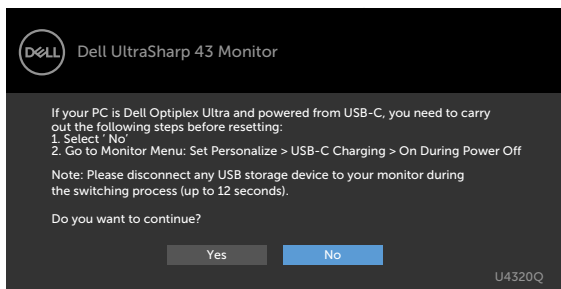 DELL
Dell UltraSharp 43 Monitor
If your PC is Dell Optiplex Ultra and powered from USB-C, you need to carry
out the following steps before resetting:
1. Select ‘ No’
2. Go to Monitor Menu: Set Personalize > USB-C Charging > On During Power Off
Note: Please disconnect any USB storage device to your monitor during
the switching process (up to 12 seconds).
Do you want to continue?
Yes No
U4320Q